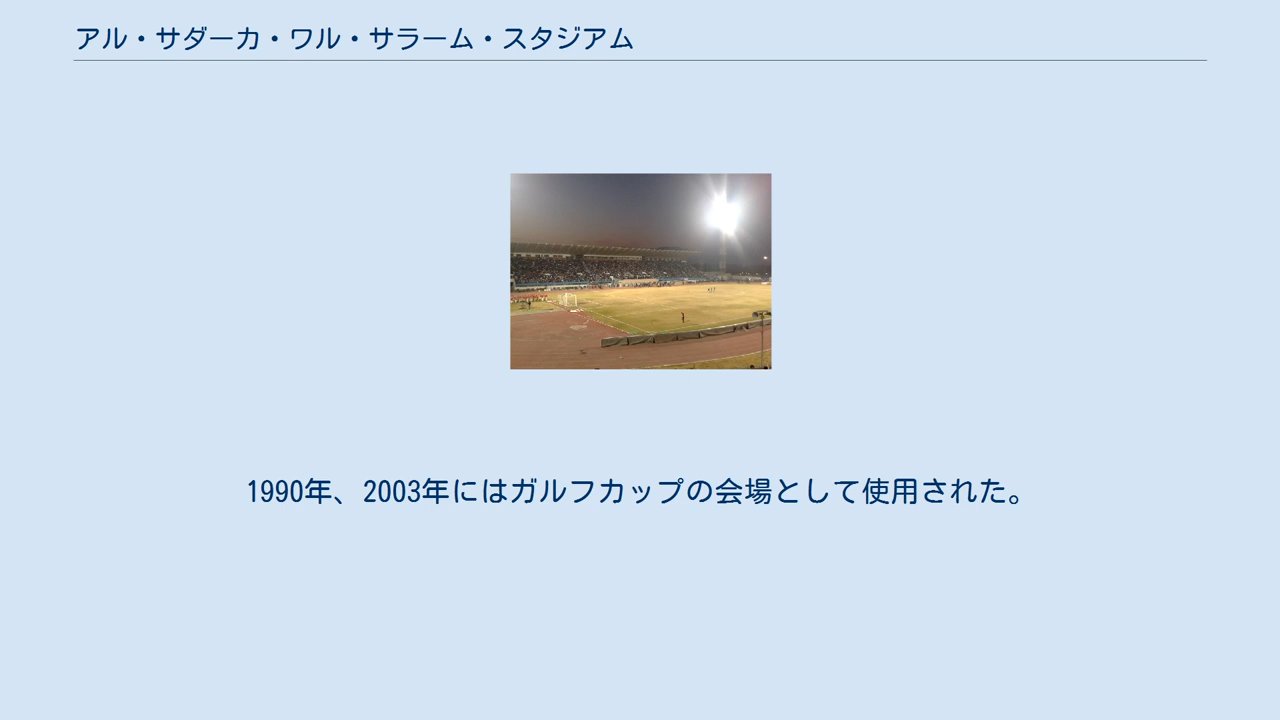 アル・サダーカ・ワル・サラーム・スタジアム
1990年、2003年にはガルフカップの会場として使用された。